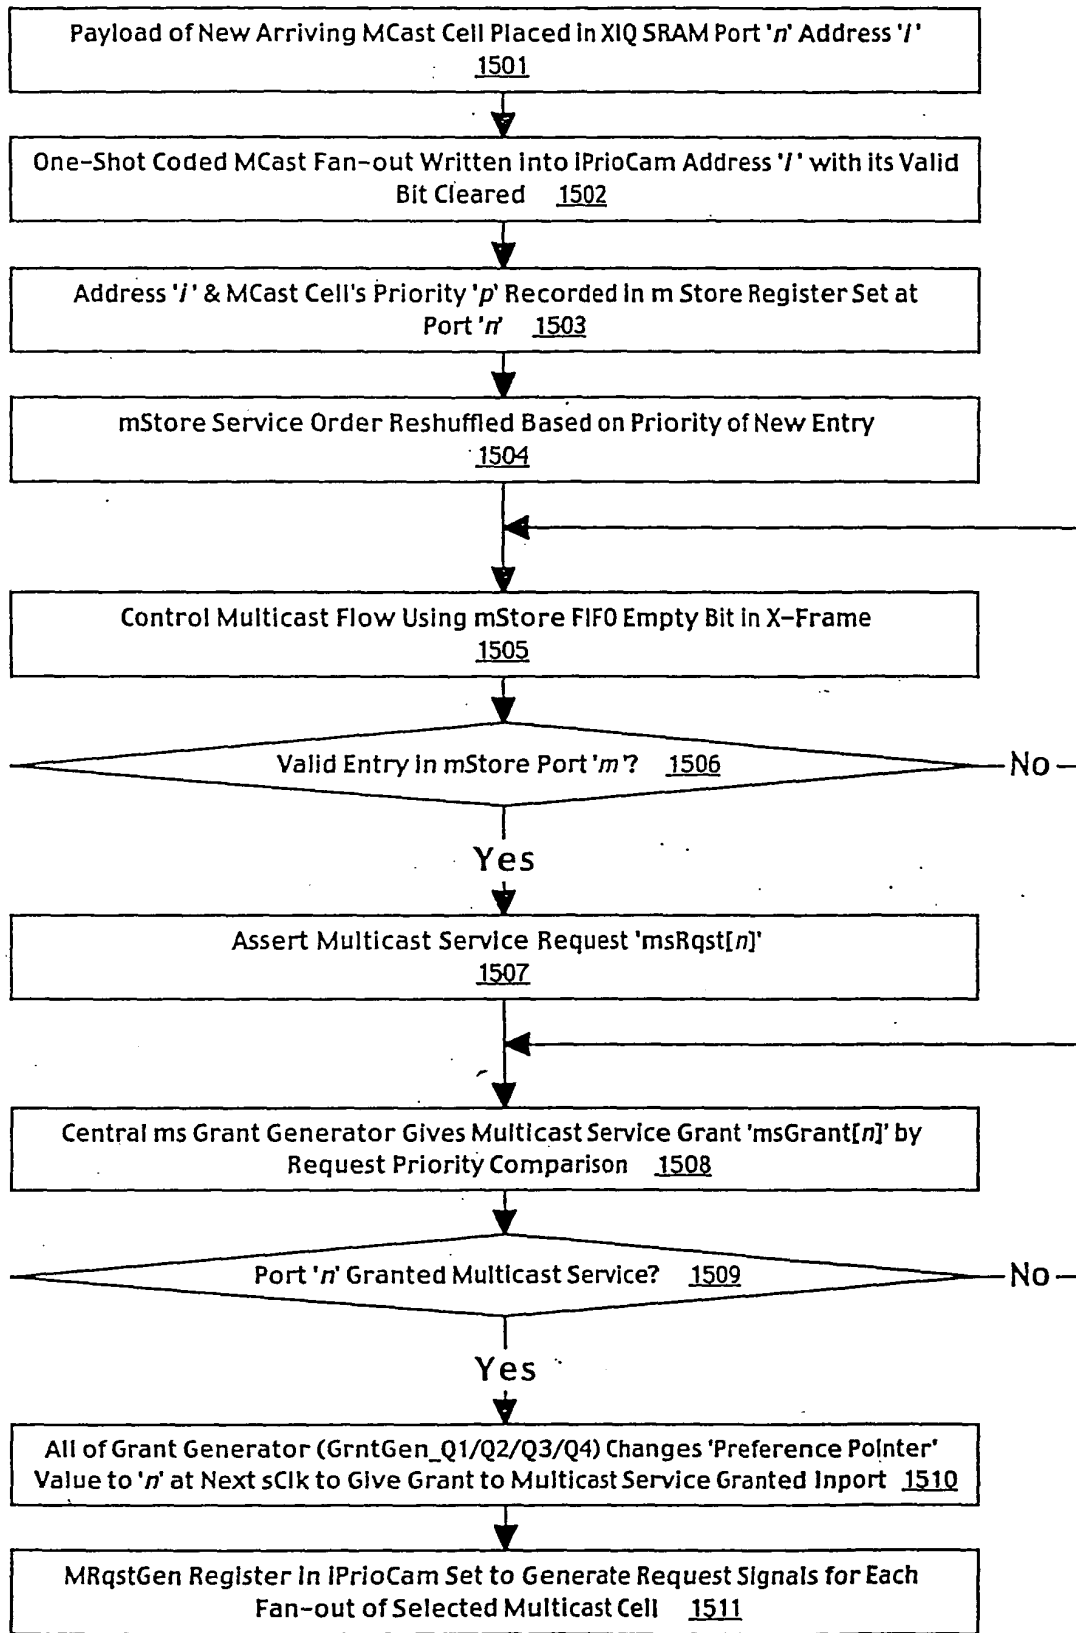 Payload of New Arriving MCast Cell Placed in XIQ SRAM Port 'n' Address 'i'
1501
One-Shot Coded MCast Fan-out Written into iPrioCam Address 'i' with its Valid
Bit Cleared 1502
Address 'i' & MCast Cell's Priority 'p' Recorded in m Store Register Set at
Port 'n' 1503
mStore Service Order Reshuffled Based on Priority of New Entry
1504
Control Multicast Flow Using mStore FIFO Empty Bit in X-Frame
1505
Valid Entry in mStore Port 'm'? 1506
No
Yes
Assert Multicast Service Request 'msRqst[n]'
1507
Central ms Grant Generator Gives Multicast Service Grant 'msGrant[n]' by
Request Priority Comparison 1508
Port 'n' Granted Multicast Service? 1509
No
Yes
All of Grant Generator (GrntGen_Q1/Q2/Q3/Q4) Changes 'Preference Pointer'
Value to 'n' at Next sClk to Give Grant to Multicast Service Granted Inport 1510
MRqstGen Register in iPrioCam Set to Generate Request Signals for Each
Fan-out of Selected Multicast Cell 1511